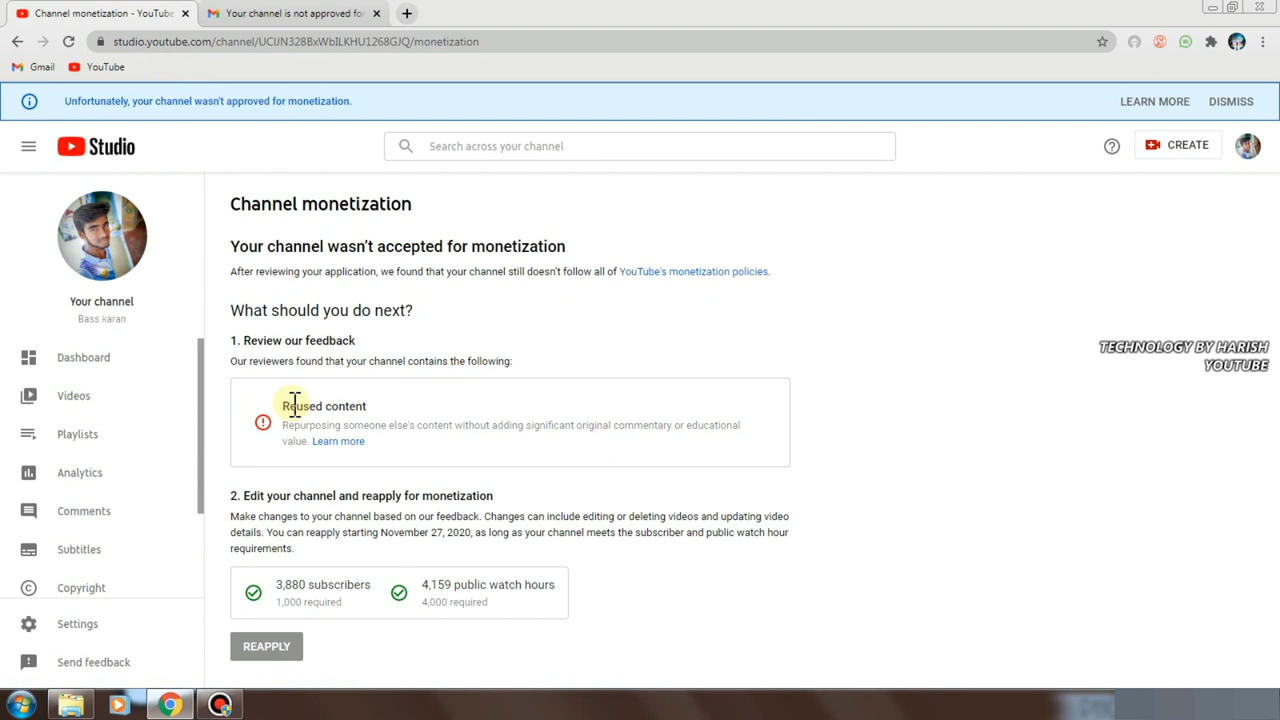 Channel monetization - YouTube
Your channel is not approved for
studio.youtube.com/channel/UCIJN328BxWbILKHU1268GJQ/monetization
Gmail
YouTube
Unfortunately, your channel wasn't approved for monetization.
LEARN MORE
DISMISS
Studio
Search across your channel
CREATE
Your channel
Bass karan
Dashboard
Videos
Playlists
Analytics
Comments
Subtitles
Copyright
Settings
Send feedback
Channel monetization
Your channel wasn't accepted for monetization
After reviewing your application, we found that your channel still doesn't follow all of YouTube's monetization policies.
What should you do next?
1. Review our feedback
Our reviewers found that your channel contains the following:
Reused content
Repurposing someone else's content without adding significant original commentary or educational
value. Learn more
2. Edit your channel and reapply for monetization
Make changes to your channel based on our feedback. Changes can include editing or deleting videos and updating video
details. You can reapply starting November 27, 2020, as long as your channel meets the subscriber and public watch hour
requirements.
3,880 subscribers
1,000 required
4,159 public watch hours
4,000 required
REAPPLY
TECHNOLOGY BY HARISH
YOUTUBE